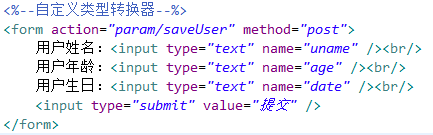 <%--自定义类型转换器--%>
<form action="param/saveUser" method="post">
用户姓名：<input type="text" name="uname" /><br/>
用户年龄：<input type="text" name="age" /><br/>
用户生日：<input type="text" name="date" /><br/>
<input type="submit" value="提交" />
</form>